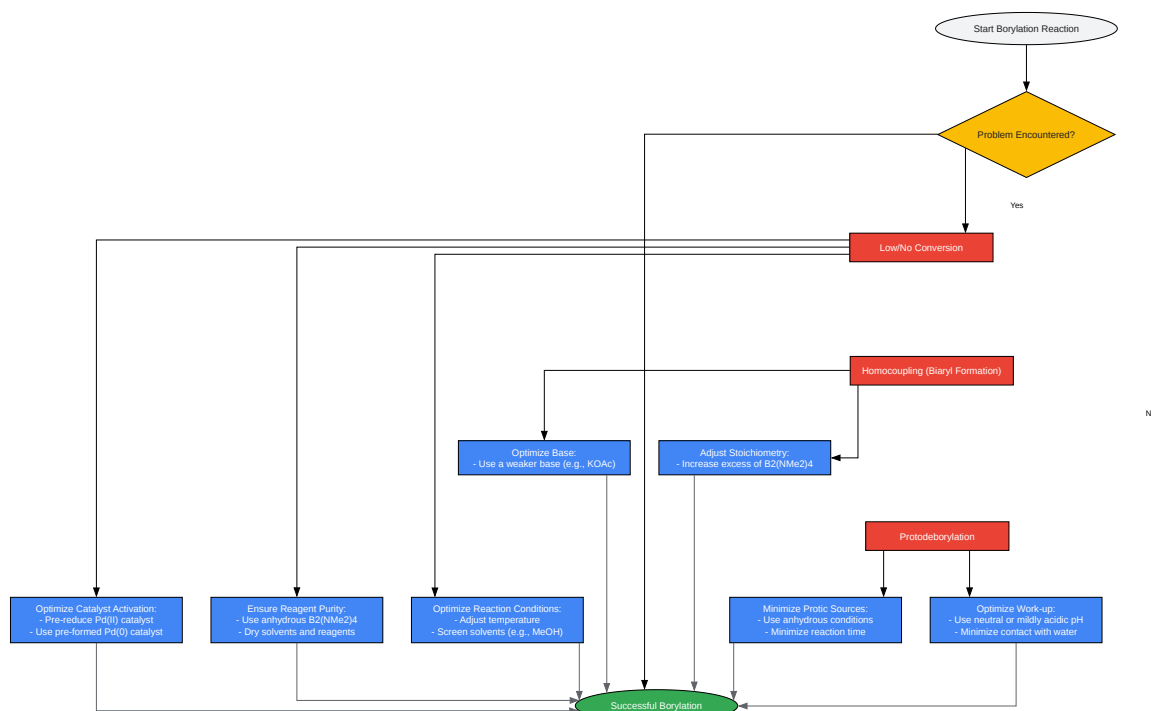 Start Borylation Reaction
Problem Encountered?
Yes
Low/No Conversion
Homocoupling (Biaryl Formation)
N
Optimize Base:
- Use a weaker base (e.g., KOAc)
Adjust Stoichiometry:
- Increase excess of B2(NMe2)4
Protodeborylation
Optimize Catalyst Activation:
- Pre-reduce Pd(II) catalyst
- Use pre-formed Pd(0) catalyst
Ensure Reagent Purity:
- Use anhydrous B2(NMe2)4
- Dry solvents and reagents
Optimize Reaction Conditions:
- Adjust temperature
- Screen solvents (e.g., MeOH)
Minimize Protic Sources:
- Use anhydrous conditions
- Minimize reaction time
Optimize Work-up:
- Use neutral or mildly acidic pH
- Minimize contact with water
Successful Borylation